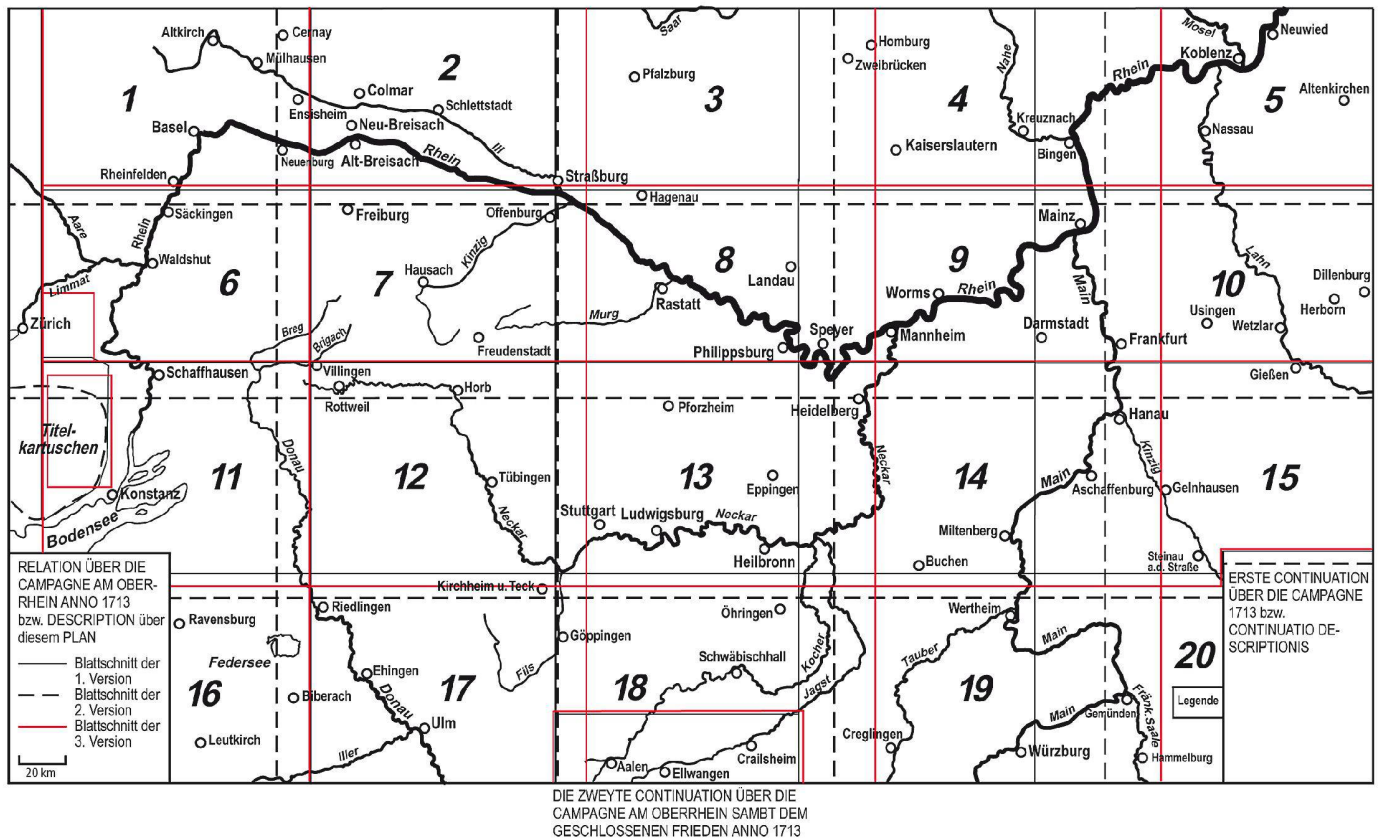 Altkirch
Cernay
Mülhausen
1
2
Ensisheim
Colmar
Schlettstadt
Basel
Neu-Breisach
Neuenburg
Alt-Breisach
Rhein
Ill
Rheinfelden
Straßburg
Saar
Pfalzburg
3
Homburg
Zweibrücken
Nahe
4
Kreuznach
Kaiserslautern
Bingen
Rhein
Mosel
Koblenz
Neuwied
5
Altenkirchen
Nassau
Hagenau
Aare
Rhein
Säckingen
Waldshut
Limmat
Zürich
6
Freiburg
Offenburg
Kinzig
Hausach
7
Breg
Brigach
Murg
Freudenstadt
8
Landau
Rastatt
Speyer
Philippsburg
Mainz
9
Worms
Rhein
Mannheim
Main
Darmstadt
Frankfurt
Lahn
10
Usingen
Wetzlar
Dillenburg
Herborn
Gießen
Schaffhausen
Villingen
Rottweil
Horb
Titel-
kartuschen
Donau
11
12
Tübingen
Neckar
Konstanz
Bodensee
Pforzheim
Heidelberg
13
Eppingen
Neckar
Stuttgart
Ludwigsburg
Neckar
Heilbronn
Hanau
Kinzig
14
Main
Aschaffenburg
Gelnhausen
15
Miltenberg
Buchen
Steinau
a.d. Straße
RELATION ÜBER DIE
CAMPAGNE AM OBER-
RHEIN ANNO 1713
bzw. DESCRIPTION über
diesem PLAN
Blattschnitt der
1. Version
Blattschnitt der
2. Version
Blattschnitt der
3. Version
20 km
Kirchheim u. Teck
Riedlingen
Ravensburg
Federsee
Ehingen
16
Biberach
Donau
17
Fils
Ulm
Leutkirch
Iller
Öhringen
Göppingen
Schwäbischhall
Kocher
Jagst
18
Crailsheim
Aalen
Ellwangen
Wertheim
Tauber
Main
19
Main
Creglingen
Würzburg
Gemünden
Fränk.Saale
Hammelburg
20
Legende
ERSTE CONTINUATION
ÜBER DIE CAMPAGNE
1713 bzw.
CONTINUATIO DE-
SCRIPTIONIS
DIE ZWEYTE CONTINUATION ÜBER DIE
CAMPAGNE AM OBERRHEIN SAMBT DEM
GESCHLOSSENEN FRIEDEN ANNO 1713